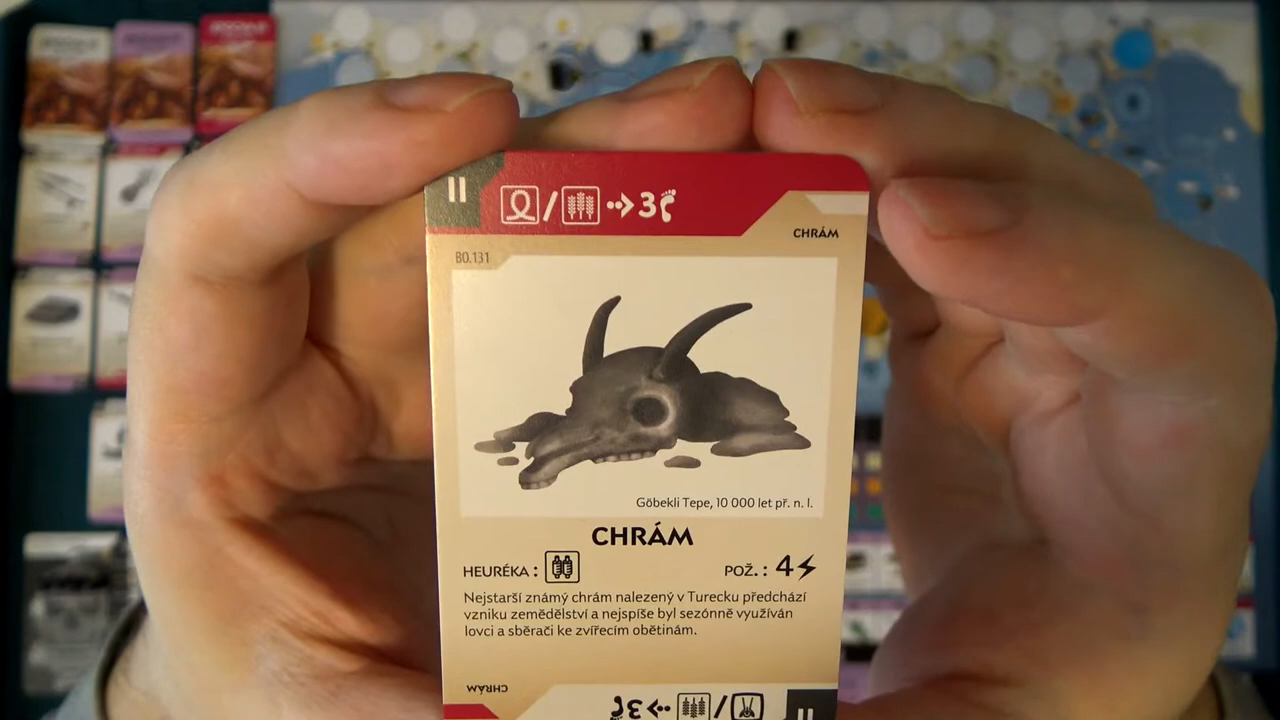 II
/ 3
CHRÁM
BO.131
Göbekli Tepe, 10 000 let př. n. l.
CHRÁM
HEURÉKA :
POŽ. : 4
Nejstarší známý chrám nalezený v Turecku předchází
vzniku zemědělství a nejspíše byl sezónně využíván
lovci a sběrači ke zvířecím obětinám.
CHRÁM
3 /
II